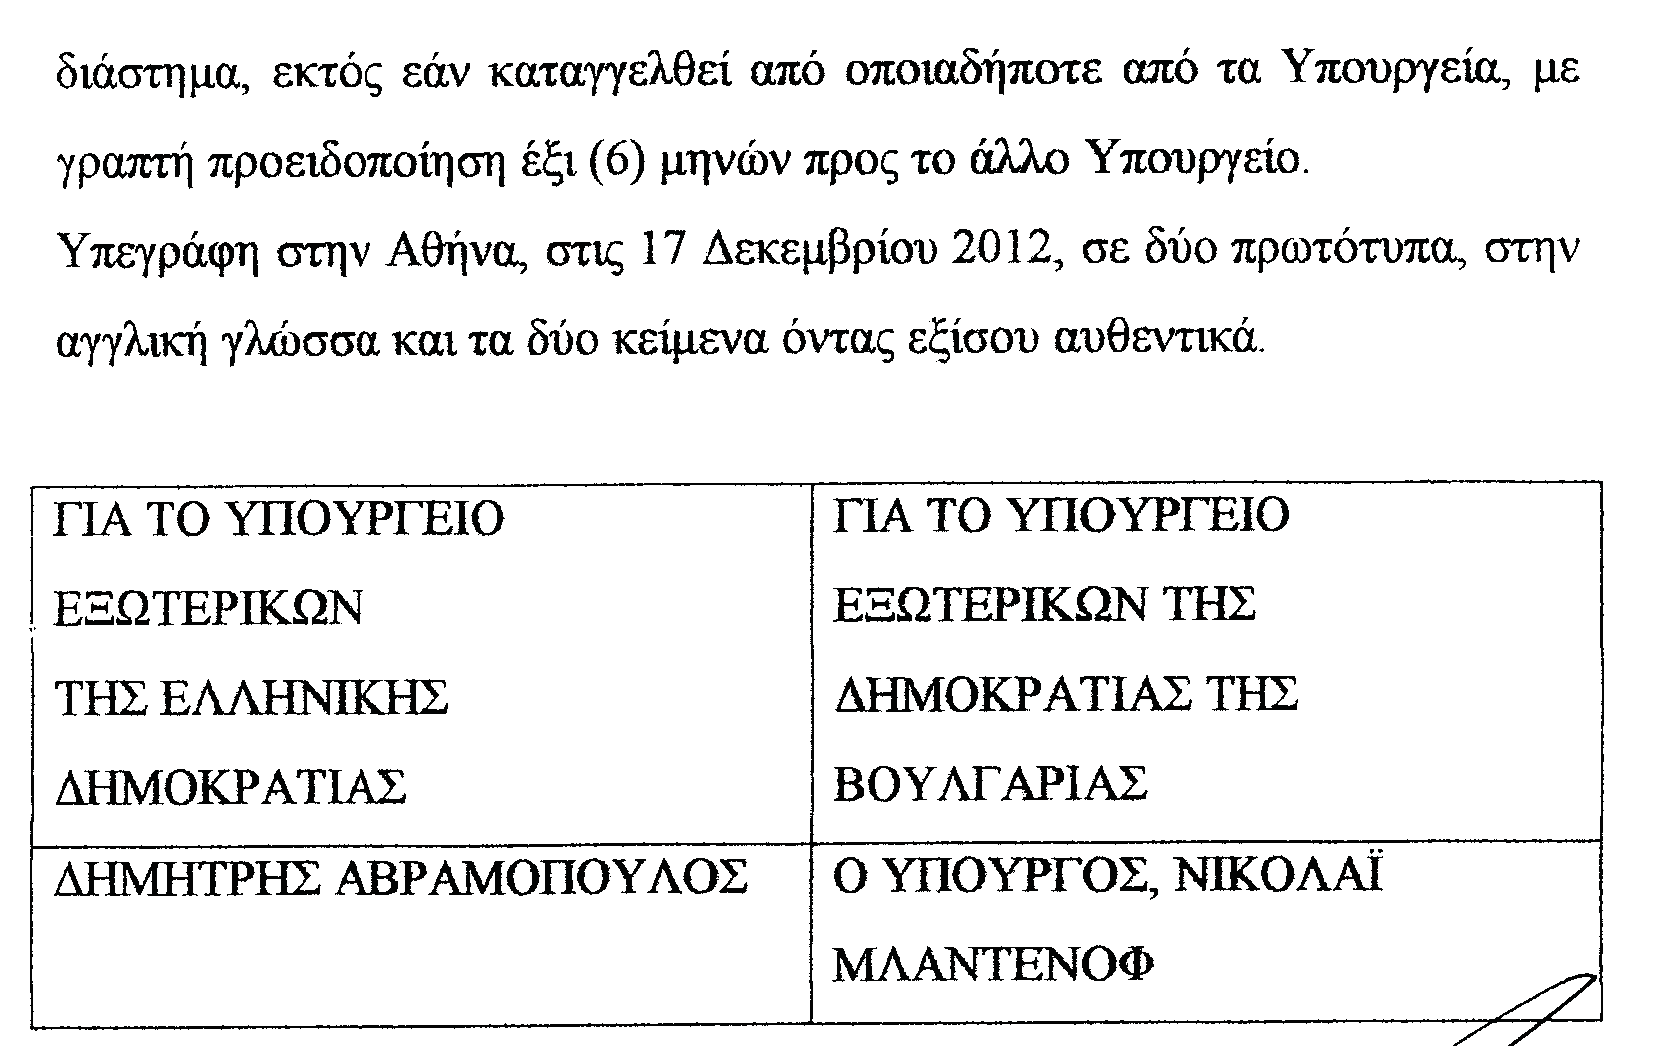 διάστημα, εκτός εάν καταγγελθεί από οποιαδήποτε από τα Υπουργεία, με
γραπτή προειδοποίηση έξι (6) μηνών προς το άλλο Υπουργείο.
Υπεγράφη στην Αθήνα, στις 17 Δεκεμβρίου 2012, σε δύο πρωτότυπα, στην
αγγλική γλώσσα και τα δύο κείμενα όντας εξίσου αυθεντικά.
ΓΙΑ ΤΟ ΥΠΟΥΡΓΕΙΟ
ΕΞΩΤΕΡΙΚΩΝ
ΤΗΣ ΕΛΛΗΝΙΚΗΣ
ΔΗΜΟΚΡΑΤΙΑΣ
ΓΙΑ ΤΟ ΥΠΟΥΡΓΕΙΟ
ΕΞΩΤΕΡΙΚΩΝ ΤΗΣ
ΔΗΜΟΚΡΑΤΙΑΣ ΤΗΣ
ΒΟΥΛΓΑΡΙΑΣ
ΔΗΜΗΤΡΗΣ ΑΒΡΑΜΟΠΟΥΛΟΣ
Ο ΥΠΟΥΡΓΟΣ, ΝΙΚΟΛΑΪ
ΜΛΑΝΤΕΝΟΦ